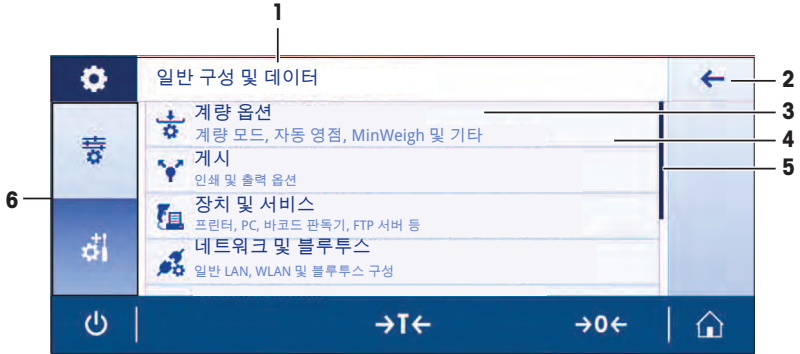 1
일반 구성 및 데이터
2
계량 옵션
3
계량 모드, 자동 영점, MinWeigh 및 기타
4
게시
5
인쇄 및 출력 옵션
6
장치 및 서비스
프린터, PC, 바코드 판독기, FTP 서버 등
네트워크 및 블루투스
일반 LAN, WLAN 및 블루투스 구성
→T←
→0←